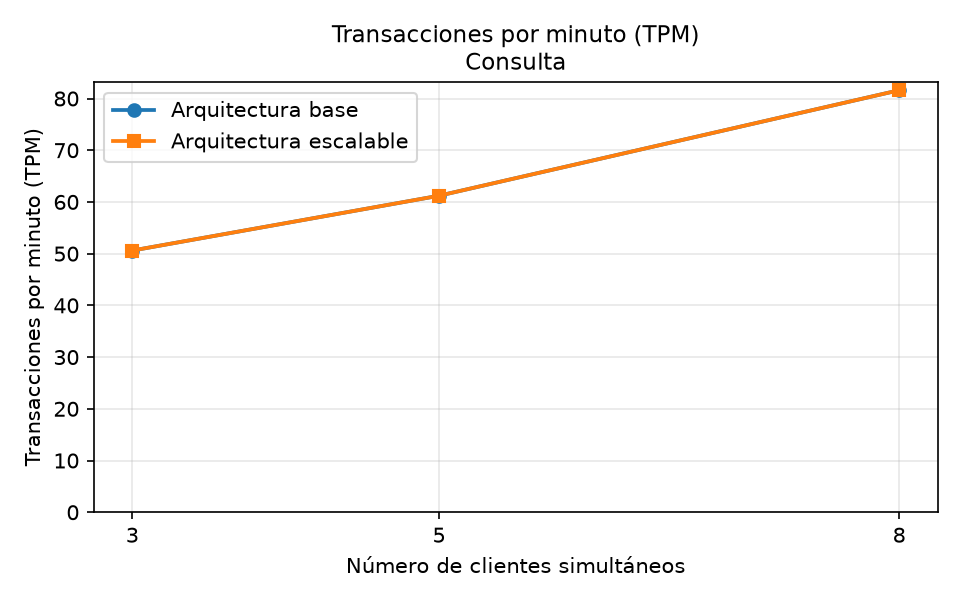 Transacciones por minuto (TPM)
Consulta
Transacciones por minuto (TPM)
80
70
60
50
40
30
20
10
0
Arquitectura base
Arquitectura escalable
3
5
8
Número de clientes simultáneos